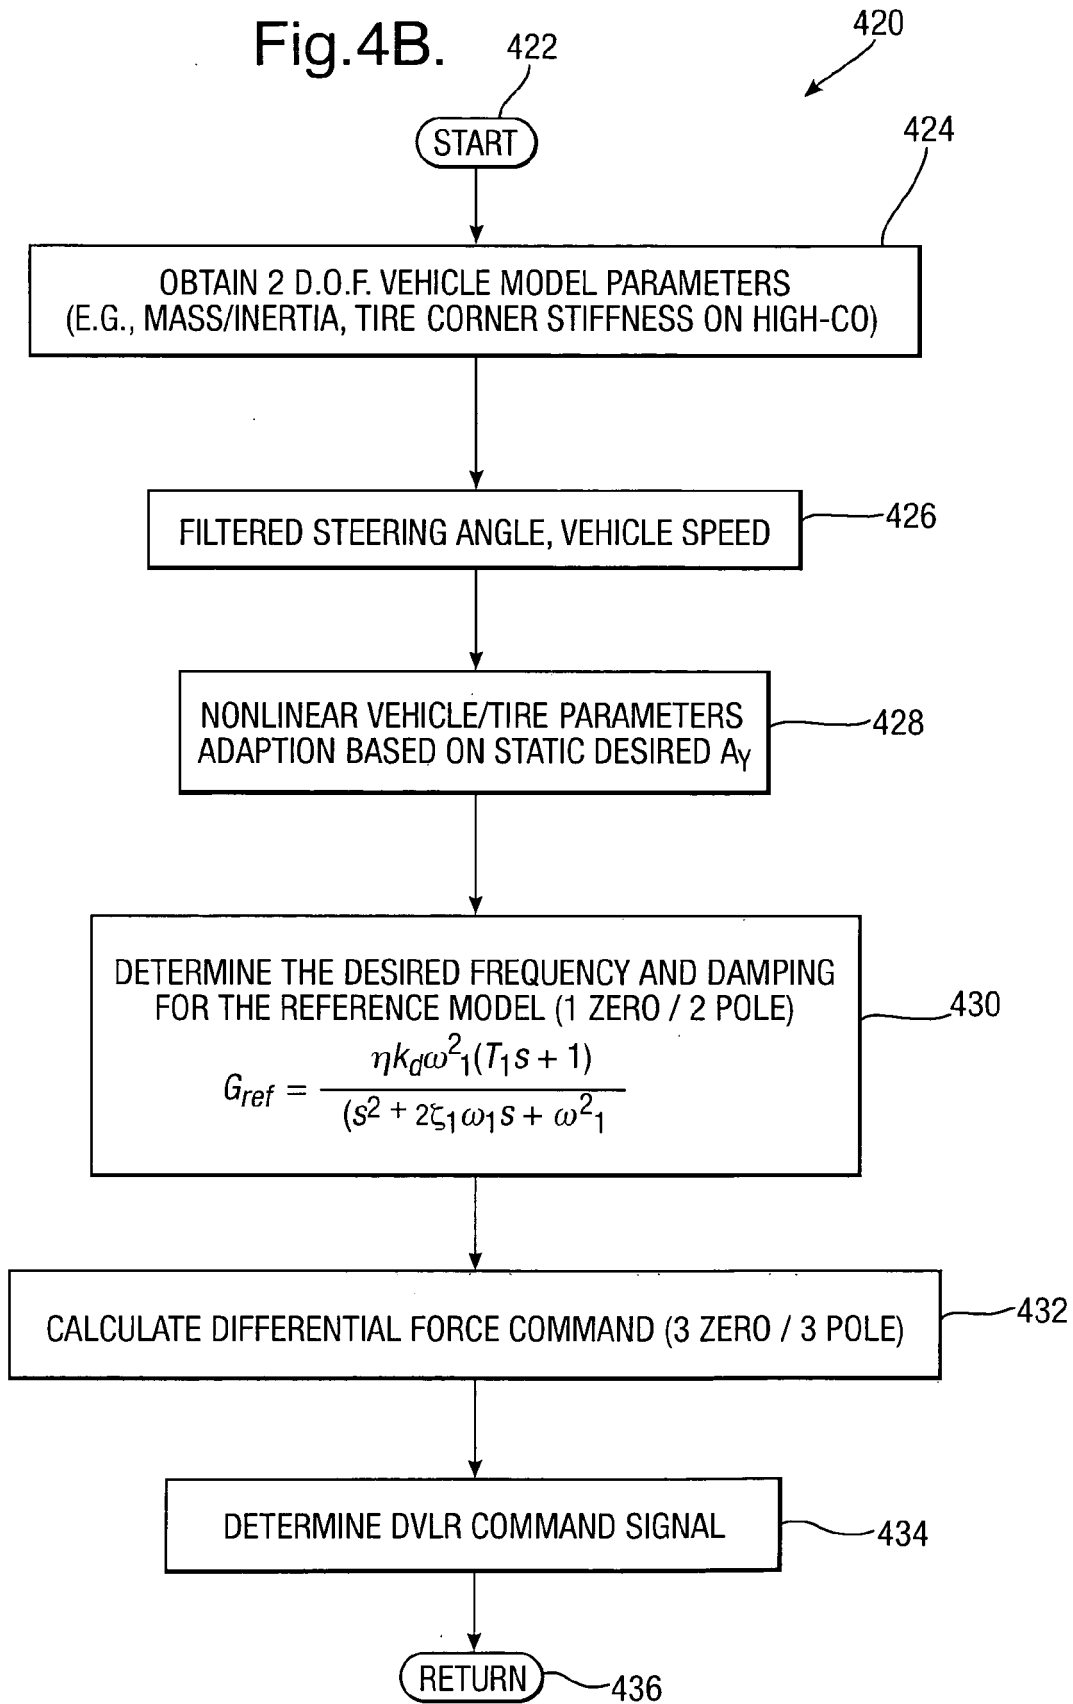 Fig.4B.
420
422
START
424
OBTAIN 2 D.O.F. VEHICLE MODEL PARAMETERS
(E.G., MASS/INERTIA, TIRE CORNER STIFFNESS ON HIGH-CO)
FILTERED STEERING ANGLE, VEHICLE SPEED
426
NONLINEAR VEHICLE/TIRE PARAMETERS
ADAPTION BASED ON STATIC DESIRED AY
428
DETERMINE THE DESIRED FREQUENCY AND DAMPING
FOR THE REFERENCE MODEL (1 ZERO / 2 POLE)
Gref = ηkdω²1(T1s + 1)
(s² + 2ζ1ω1s + ω²1
430
CALCULATE DIFFERENTIAL FORCE COMMAND (3 ZERO / 3 POLE)
432
DETERMINE DVLR COMMAND SIGNAL
434
RETURN
436